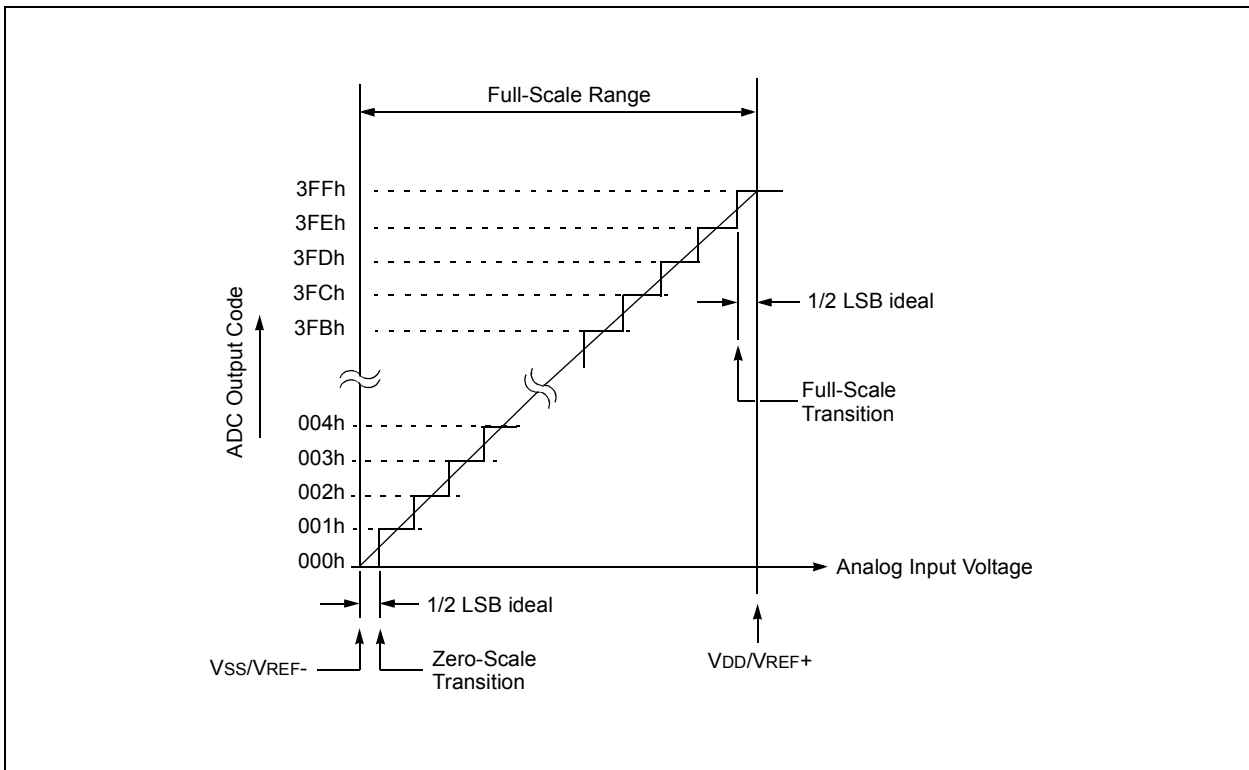 Full-Scale Range
3FFh
3FEh
3FDh
3FCh
3FBh
1/2 LSB ideal
ADC Output Code
Full-Scale
Transition
004h
003h
002h
001h
000h
Analog Input Voltage
1/2 LSB ideal
VSS/VREF-
Zero-Scale
Transition
VDD/VREF+